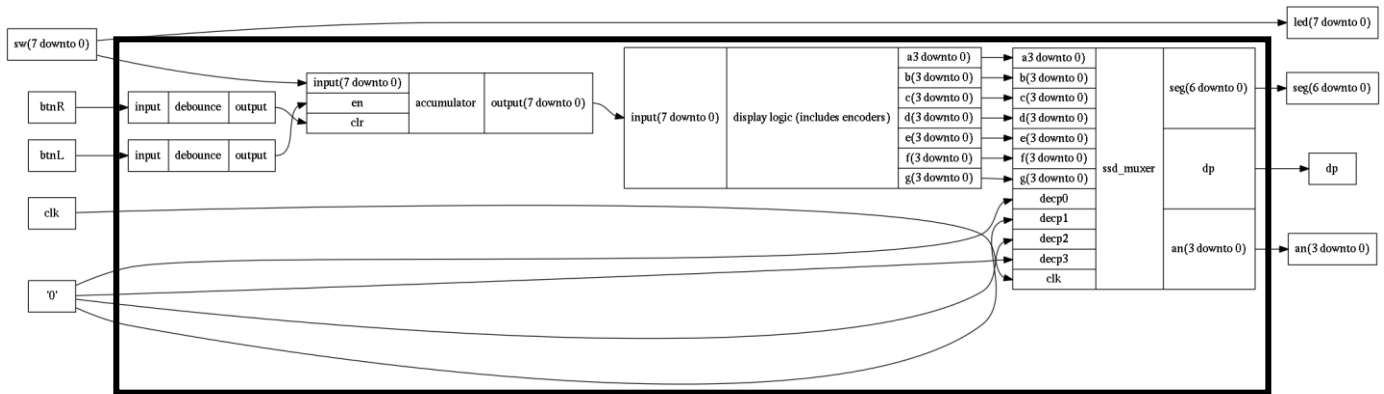 sw(7 downto 0)
btnR
btnL
clk
'0'
input debounce output
input debounce output
input(7 downto 0)
en
clr
accumulator
output(7 downto 0)
input(7 downto 0)
display logic (includes encoders)
a3 downto 0)
b(3 downto 0)
c(3 downto 0)
d(3 downto 0)
e(3 downto 0)
f(3 downto 0)
g(3 downto 0)
a3 downto 0)
b(3 downto 0)
c(3 downto 0)
d(3 downto 0)
e(3 downto 0)
f(3 downto 0)
g(3 downto 0)
decp0
decp1
decp2
decp3
clk
ssd_muxer
seg(6 downto 0)
dp
an(3 downto 0)
led(7 downto 0)
seg(6 downto 0)
dp
an(3 downto 0)